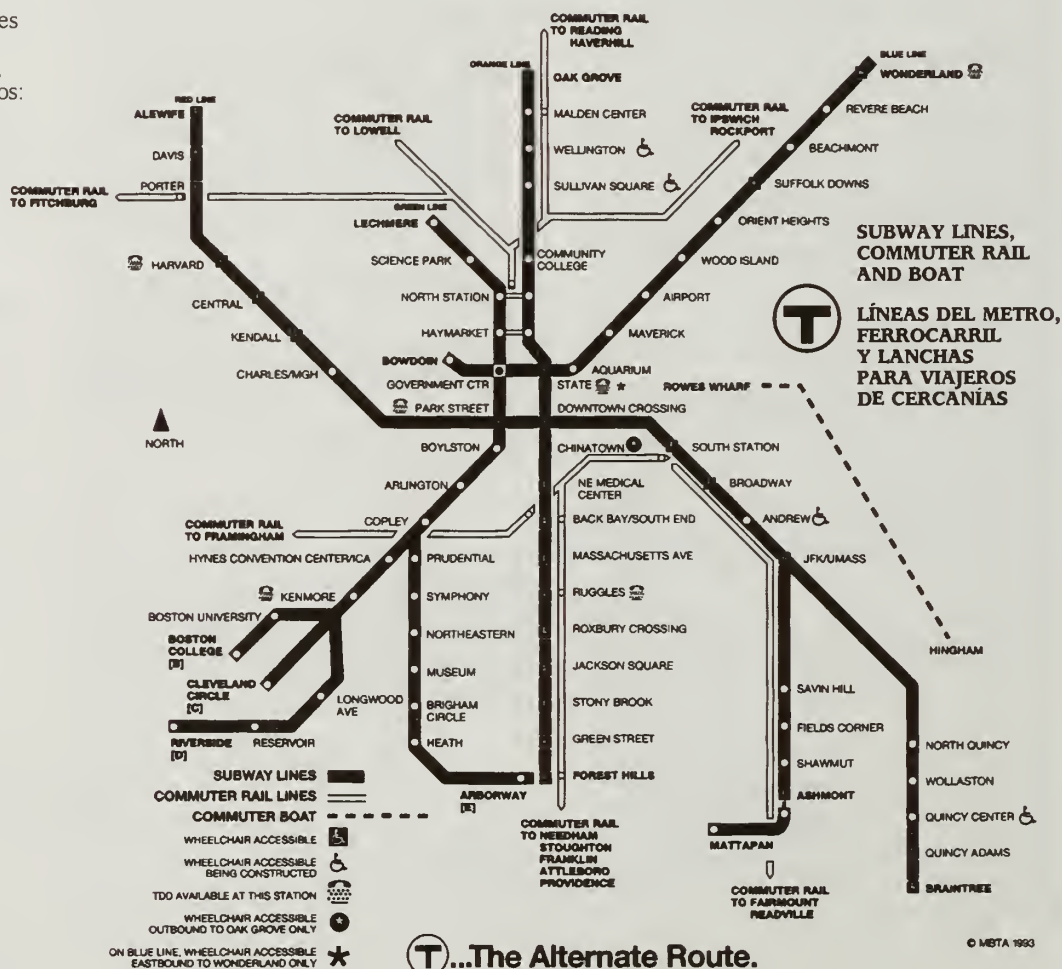 es
os:
COMMUTER RAIL
TO READING
HAVERHILL
ORANGE LINE
OAK GROVE
BLUE LINE
WONDERLAND
RED LINE
ALEWIFE
MALDEN CENTER
REVERE BEACH
COMMUTER RAIL
TO LOWELL
COMMUTER RAIL
TO IPSWICH
ROCKPORT
DAVIS
WELLINGTON
BEACHMONT
PORTER
COMMUTER RAIL
TO FITCHBURG
SULLIVAN SQUARE
SUFFOLK DOWNS
GREEN LINE
LECHMERE
ORIENT HEIGHTS
SUBWAY LINES,
COMMUTER RAIL
AND BOAT
HARVARD
SCIENCE PARK
COMMUNITY
COLLEGE
WOOD ISLAND
CENTRAL
NORTH STATION
AIRPORT
T
LÍNEAS DEL METRO,
FERROCARRIL
Y LANCHAS
PARA VIAJEROS
DE CERCANÍAS
KENDALL
HAYMARKET
MAVERICK
BOWDOIN
CHARLES/MGH
AQUARIUM
GOVERNMENT CTR
STATE *
ROWES WHARF
PARK STREET
DOWNTOWN CROSSING
NORTH
BOYLSTON
CHINATOWN
SOUTH STATION
ARLINGTON
NE MEDICAL
CENTER
BROADWAY
COPLEY
BACK BAY/SOUTH END
ANDREW
COMMUTER RAIL
TO FRAMINGHAM
HYNES CONVENTION CENTER/ICA
PRUDENTIAL
MASSACHUSETTS AVE
JFK/UMASS
KENMORE
SYMPHONY
RUGGLES
BOSTON UNIVERSITY
NORTHEASTERN
ROXBURY CROSSING
BOSTON
COLLEGE
[B]
HINGHAM
CLEVELAND
CIRCLE
[C]
MUSEUM
JACKSON SQUARE
LONGWOOD
AVE
BRIGHAM
CIRCLE
STONY BROOK
SAVIN HILL
RIVERSIDE
[D]
RESERVOIR
HEATH
GREEN STREET
FIELDS CORNER
NORTH QUINCY
SUBWAY LINES
ARBORWAY
[E]
FOREST HILLS
SHAWMUT
WOLLASTON
COMMUTER RAIL LINES
ASHMONT
COMMUTER BOAT
COMMUTER RAIL
TO NEEDHAM
STOUGHTON
FRANKLIN
ATTLEBORO
PROVIDENCE
MATTAPAN
QUINCY CENTER
WHEELCHAIR ACCESSIBLE
QUINCY ADAMS
WHEELCHAIR ACCESSIBLE
BEING CONSTRUCTED
BRAINTREE
TDD AVAILABLE AT THIS STATION
COMMUTER RAIL
TO FAIRMOUNT
READVILLE
WHEELCHAIR ACCESSIBLE
OUTBOUND TO OAK GROVE ONLY
ON BLUE LINE, WHEELCHAIR ACCESSIBLE
EASTBOUND TO WONDERLAND ONLY *
T...The Alternate Route.
© MBTA 1993